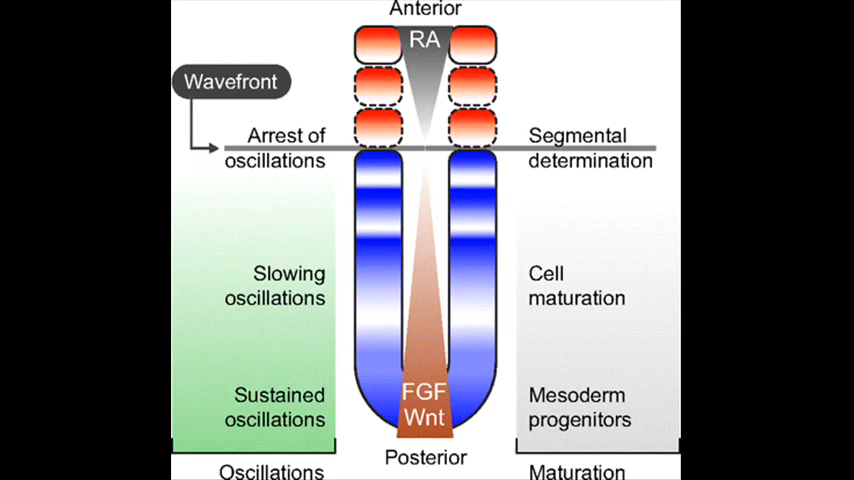 Anterior
RA
Wavefront
Arrest of
oscillations
Segmental
determination
Slowing
oscillations
Cell
maturation
Sustained
oscillations
FGF
Wnt
Mesoderm
progenitors
Posterior
Oscillations
Maturation